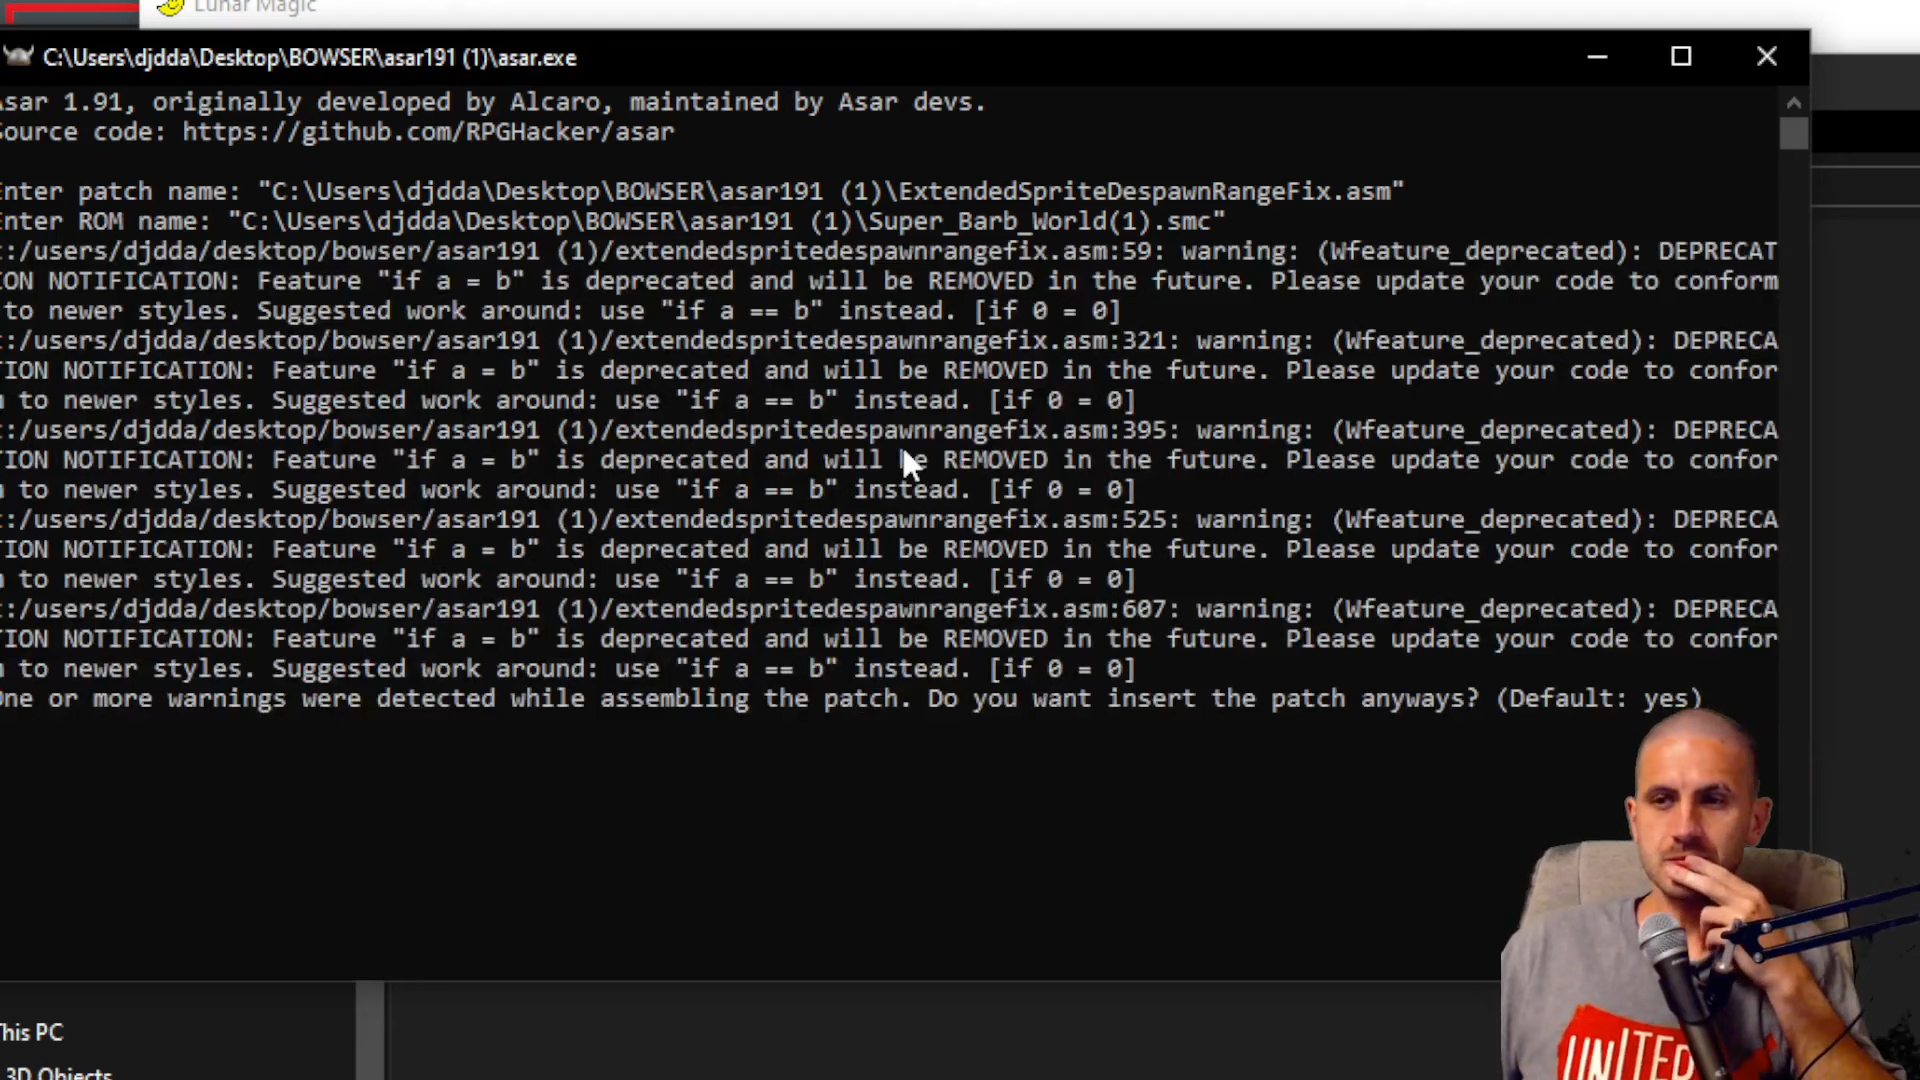 Lunar Magic
C:\Users\djdda\Desktop\BOWSER\asar191 (1)\asar.exe
Asar 1.91, originally developed by Alcaro, maintained by Asar devs.
Source code: https://github.com/RPGHacker/asar
Enter patch name: "C:\Users\djdda\Desktop\BOWSER\asar191 (1)\ExtendedSpriteDespawnRangeFix.asm"
Enter ROM name: "C:\Users\djdda\Desktop\BOWSER\asar191 (1)\Super_Barb_World(1).smc"
c:/users/djdda/desktop/bowser/asar191 (1)/extendedspritedespawnrangefix.asm:59: warning: (Wfeature_deprecated): DEPRECAT
ION NOTIFICATION: Feature "if a = b" is deprecated and will be REMOVED in the future. Please update your code to conform
to newer styles. Suggested work around: use "if a == b" instead. [if 0 = 0]
c:/users/djdda/desktop/bowser/asar191 (1)/extendedspritedespawnrangefix.asm:321: warning: (Wfeature_deprecated): DEPRECA
TION NOTIFICATION: Feature "if a = b" is deprecated and will be REMOVED in the future. Please update your code to confor
m to newer styles. Suggested work around: use "if a == b" instead. [if 0 = 0]
c:/users/djdda/desktop/bowser/asar191 (1)/extendedspritedespawnrangefix.asm:395: warning: (Wfeature_deprecated): DEPRECA
TION NOTIFICATION: Feature "if a = b" is deprecated and will be REMOVED in the future. Please update your code to confor
m to newer styles. Suggested work around: use "if a == b" instead. [if 0 = 0]
c:/users/djdda/desktop/bowser/asar191 (1)/extendedspritedespawnrangefix.asm:525: warning: (Wfeature_deprecated): DEPRECA
TION NOTIFICATION: Feature "if a = b" is deprecated and will be REMOVED in the future. Please update your code to confor
m to newer styles. Suggested work around: use "if a == b" instead. [if 0 = 0]
c:/users/djdda/desktop/bowser/asar191 (1)/extendedspritedespawnrangefix.asm:607: warning: (Wfeature_deprecated): DEPRECA
TION NOTIFICATION: Feature "if a = b" is deprecated and will be REMOVED in the future. Please update your code to confor
m to newer styles. Suggested work around: use "if a == b" instead. [if 0 = 0]
One or more warnings were detected while assembling the patch. Do you want insert the patch anyways? (Default: yes)
This PC
3D Objects